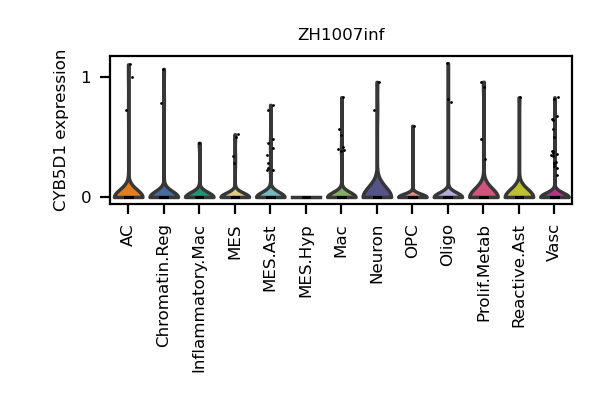 ZH1007inf
CYB5D1 expression
1
0
AC
Chromatin.Reg
Inflammatory.Mac
MES
MES.Ast
MES.Hyp
Mac
Neuron
OPC
Oligo
Prolif.Metab
Reactive.Ast
Vasc